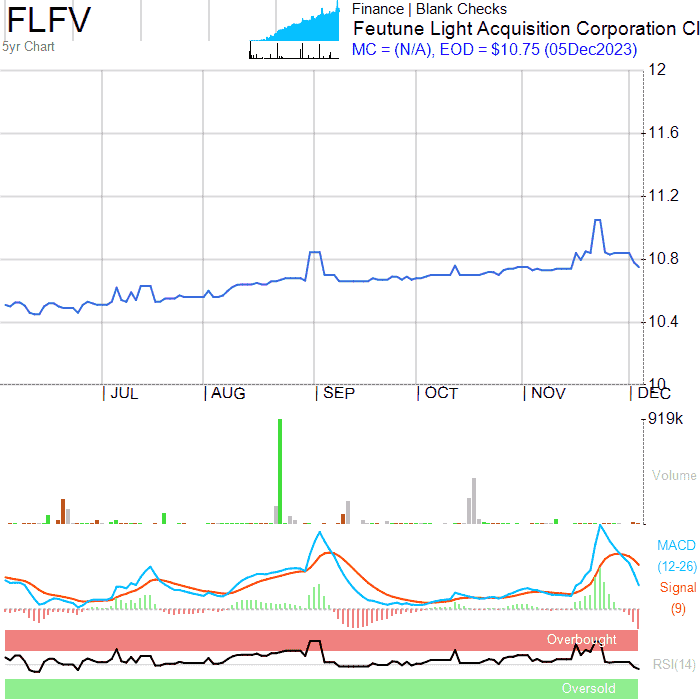 FLFV
5yr Chart
Finance | Blank Checks
Feutune Light Acquisition Corporation Cl
MC = (N/A), EOD = $10.75 (05Dec2023)
12
11.6
11.2
10.8
10.4
10
JUL
AUG
SEP
OCT
NOV
DEC
919k
Volume
MACD
(12-26)
Signal
(9)
Overbought
RSI(14)
Oversold